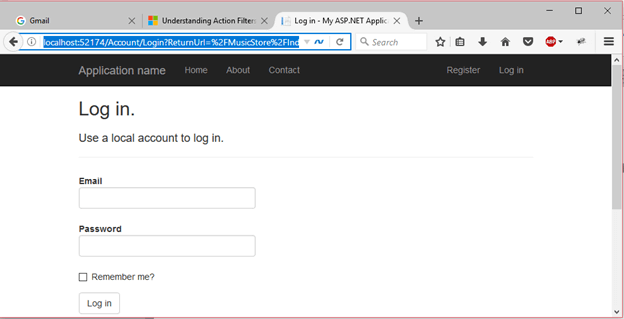 Gmail
Understanding Action Filter
Log in - My ASP.NET Applic
localhost:52174/Account/Login?ReturnUrl=%2FMusicStore%2FInd
Search
ABP
Application name Home About Contact Register Log in
Log in.
Use a local account to log in.
Email
Password
Remember me?
Log in